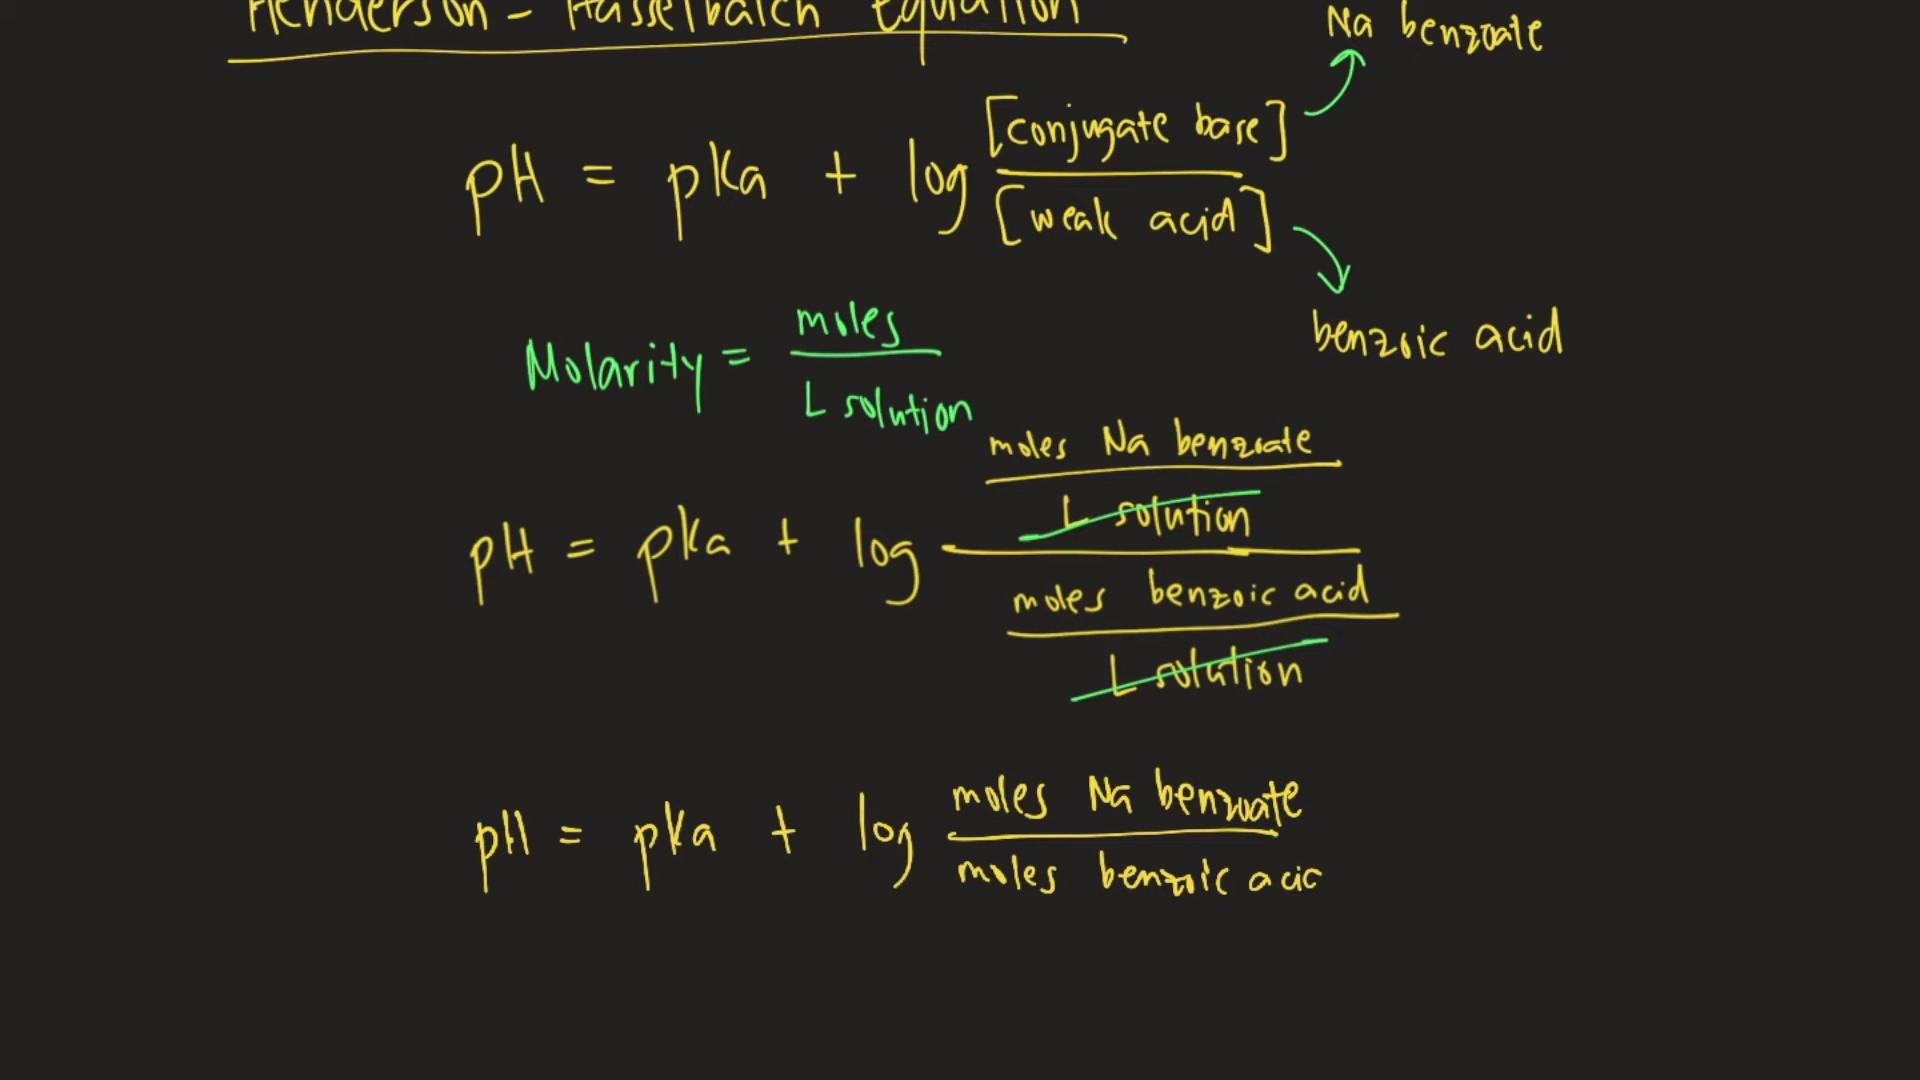 Henderson - Hasselbalch Equation
Na benzoate
pH = pKa + log [conjugate base]
[weak acid]
benzoic acid
Molarity = moles
L solution
moles Na benzoate
L solution
pH = pKa + log
moles benzoic acid
L solution
pH = pKa + log moles Na benzoate
moles benzoic acid